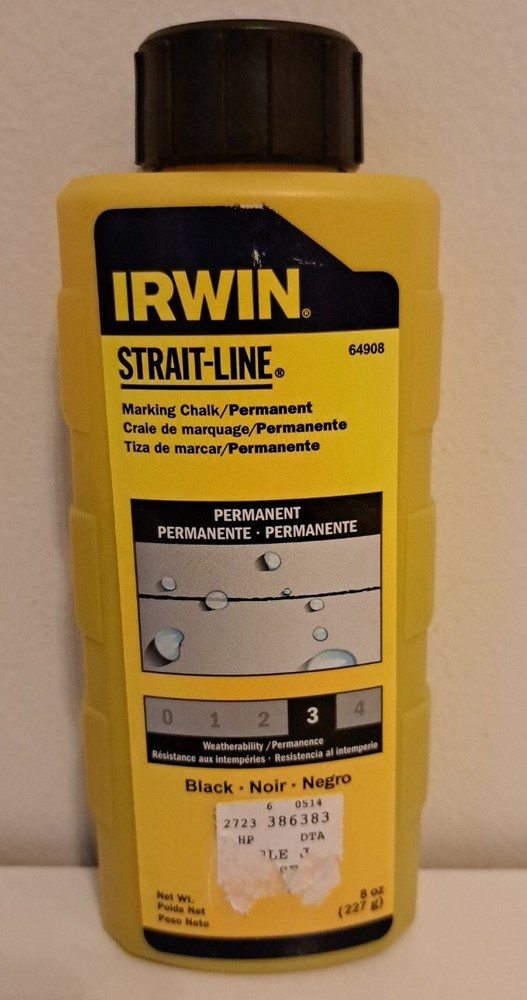 IRWIN®
STRAIT-LINE®
64908
Marking Chalk/Permanent
Craie de marquage/Permanente
Tiza de marcar/Permanente
PERMANENT
PERMANENTE · PERMANENTE
0 1 2 3 4
Weatherability/Permanence
Résistance aux intempéries · Resistencia al intemperie
Black · Noir · Negro
6 0514
2723 386383
HP DTA
Net Wt.
Poids Net
Peso Neto
8 oz
(227 g)